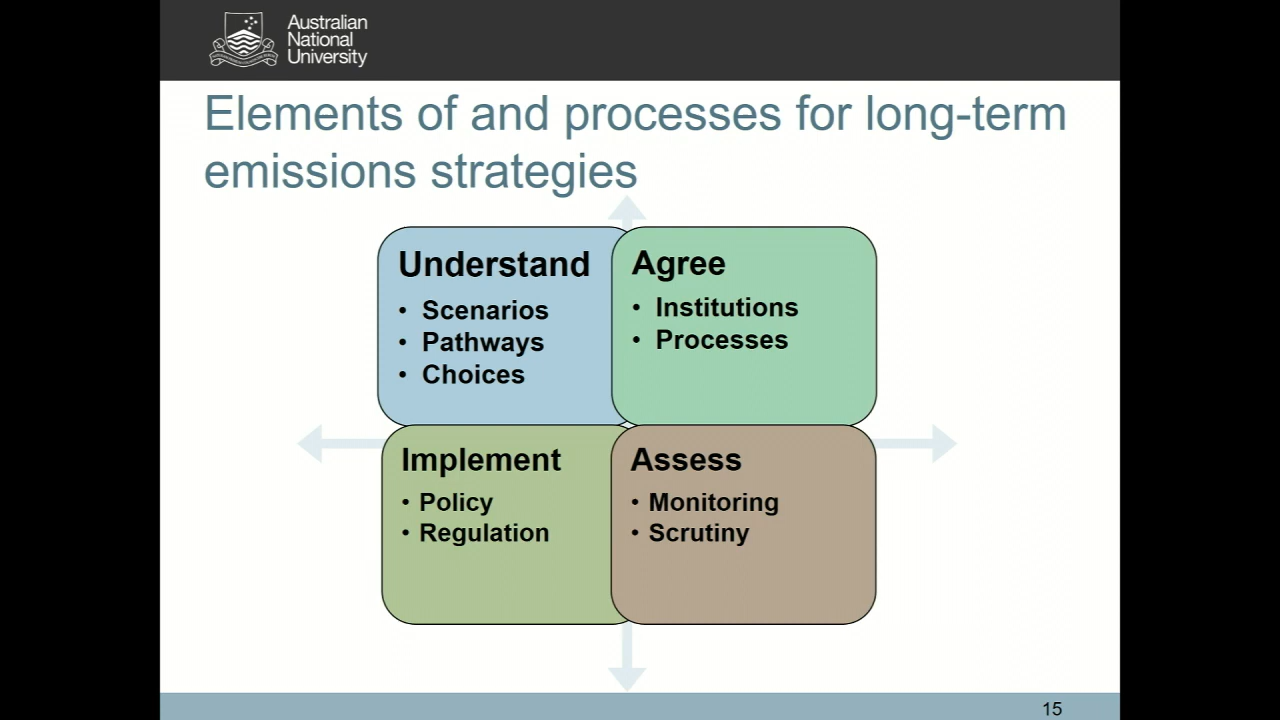 Australian
National
University
Elements of and processes for long-term
emissions strategies
Understand
• Scenarios
• Pathways
• Choices
Agree
• Institutions
• Processes
Implement
• Policy
• Regulation
Assess
• Monitoring
• Scrutiny
15